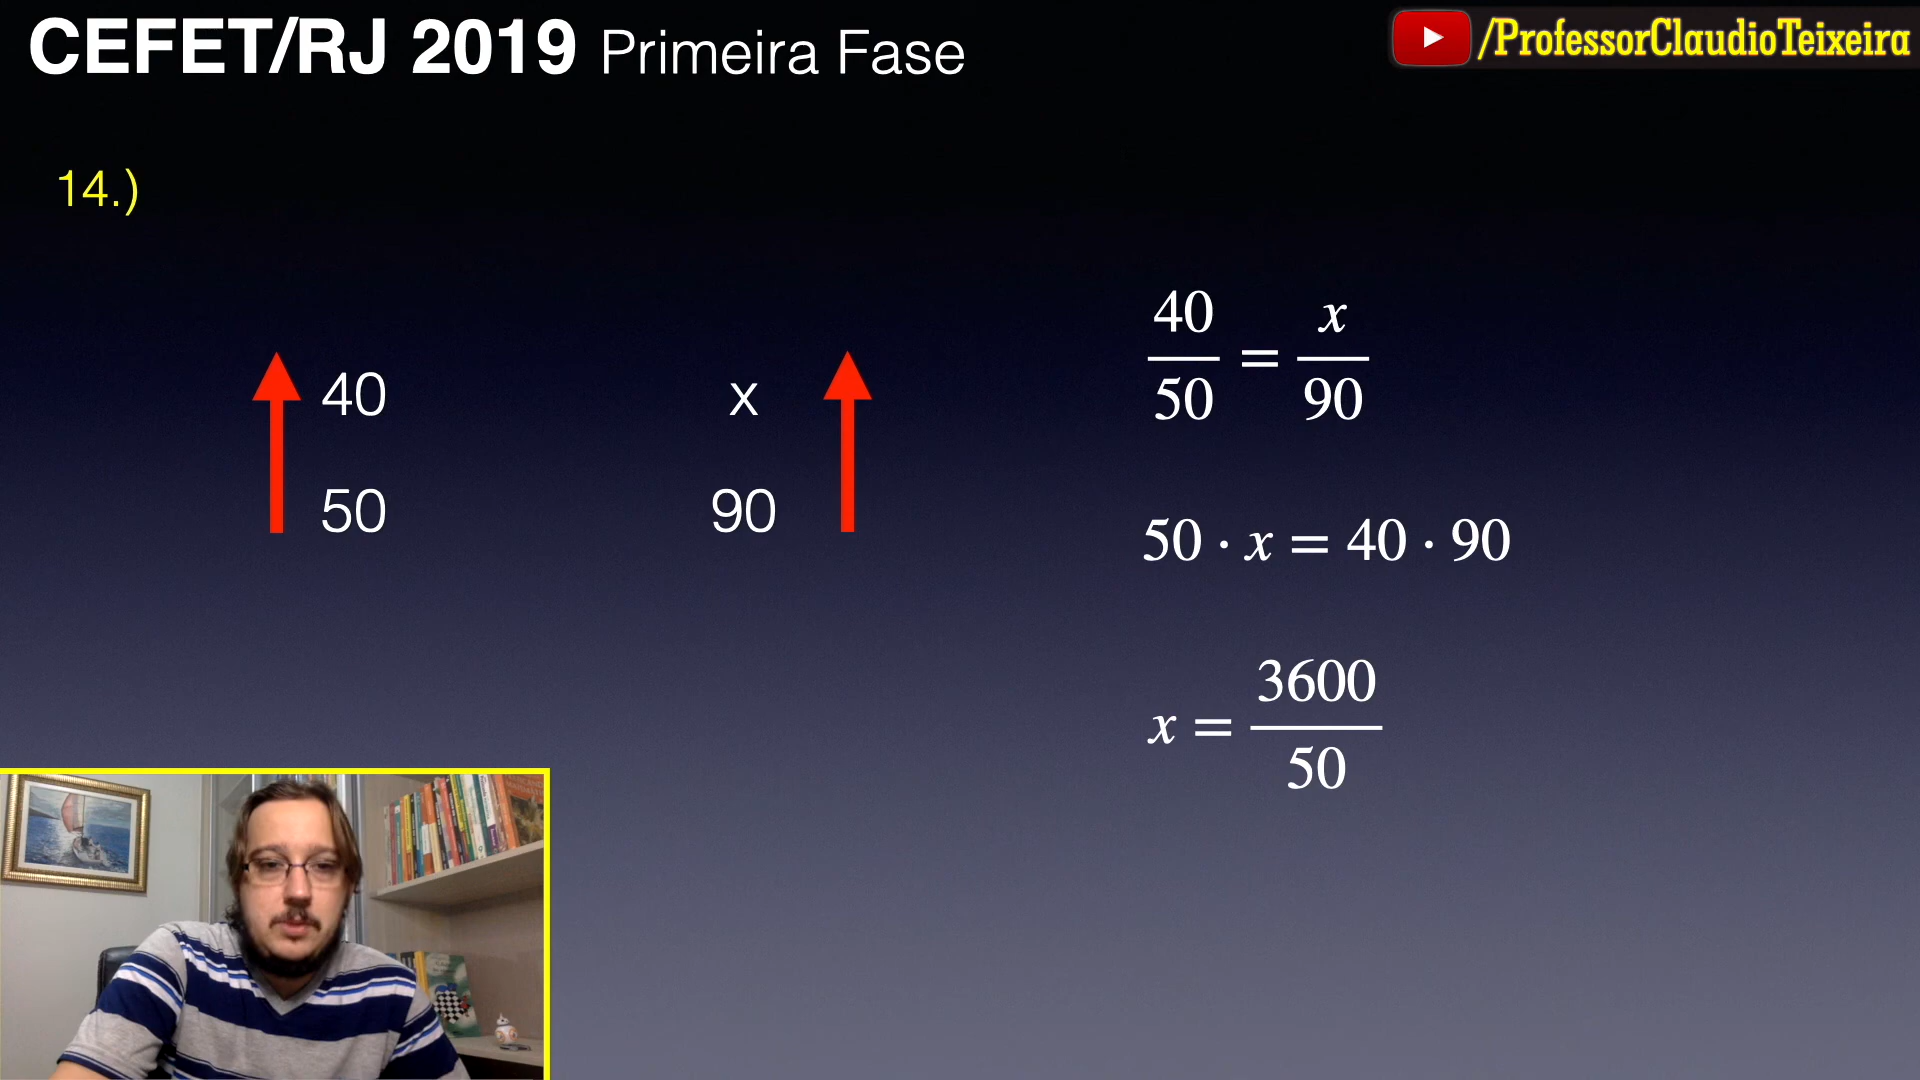 CEFET/RJ 2019 Primeira Fase
/ProfessorClaudioTeixeira
14.)
40 x
50 90
40/50 = x/90
50 · x = 40 · 90
x = 3600/50